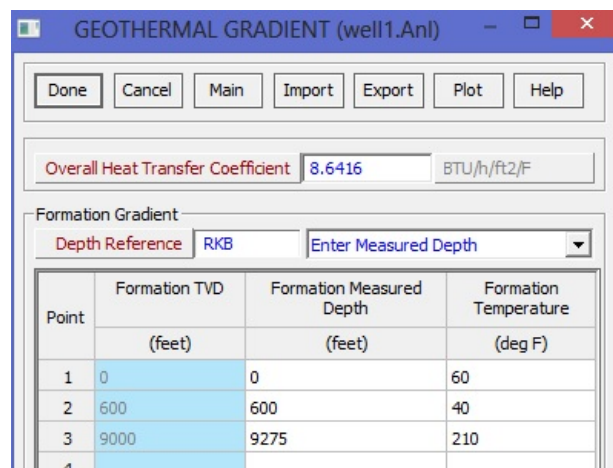 GEOTHERMAL GRADIENT (well1.Anl)
Done Cancel Main Import Export Plot Help
Overall Heat Transfer Coefficient 8.6416 BTU/h/ft2/F
Formation Gradient
Depth Reference RKB Enter Measured Depth
Point Formation TVD Formation Measured Depth Formation Temperature
(feet) (feet) (deg F)
1 0 0 60
2 600 600 40
3 9000 9275 210